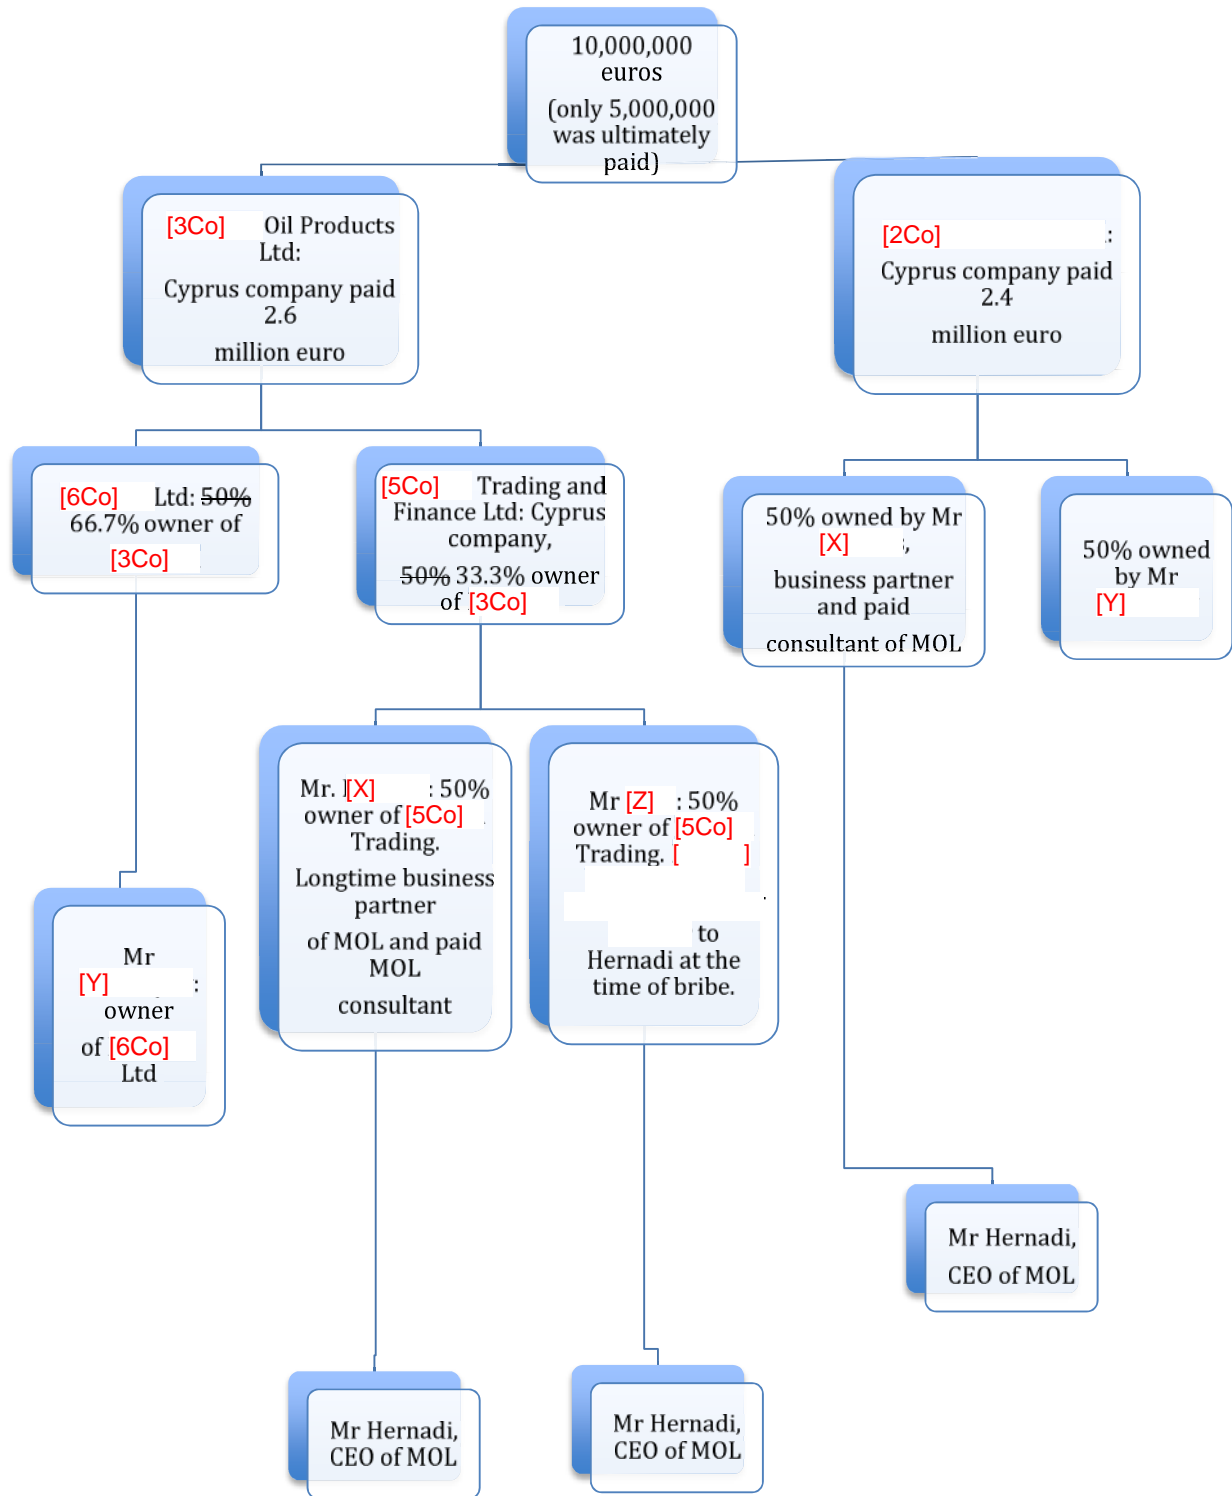 10,000,000
euros
(only 5,000,000
was ultimately
paid)
[3Co] Oil Products
Ltd:
Cyprus company paid
2.6
million euro
[2Co] :
Cyprus company paid
2.4
million euro
[6Co] Ltd: 50%
66.7% owner of
[3Co]
[5Co] Trading and
Finance Ltd: Cyprus
company,
50% 33.3% owner
of [3Co]
50% owned by Mr
[X] ,
business partner
and paid
consultant of MOL
50% owned
by Mr
[Y]
Mr. [X] : 50%
owner of [5Co]
Trading.
Longtime business
partner
of MOL and paid
MOL
consultant
Mr [Z] : 50%
owner of [5Co]
Trading. [ ]
to
Hernadi at the
time of bribe.
Mr
[Y] :
owner
of [6Co]
Ltd
Mr Hernadi,
CEO of MOL
Mr Hernadi,
CEO of MOL
Mr Hernadi,
CEO of MOL